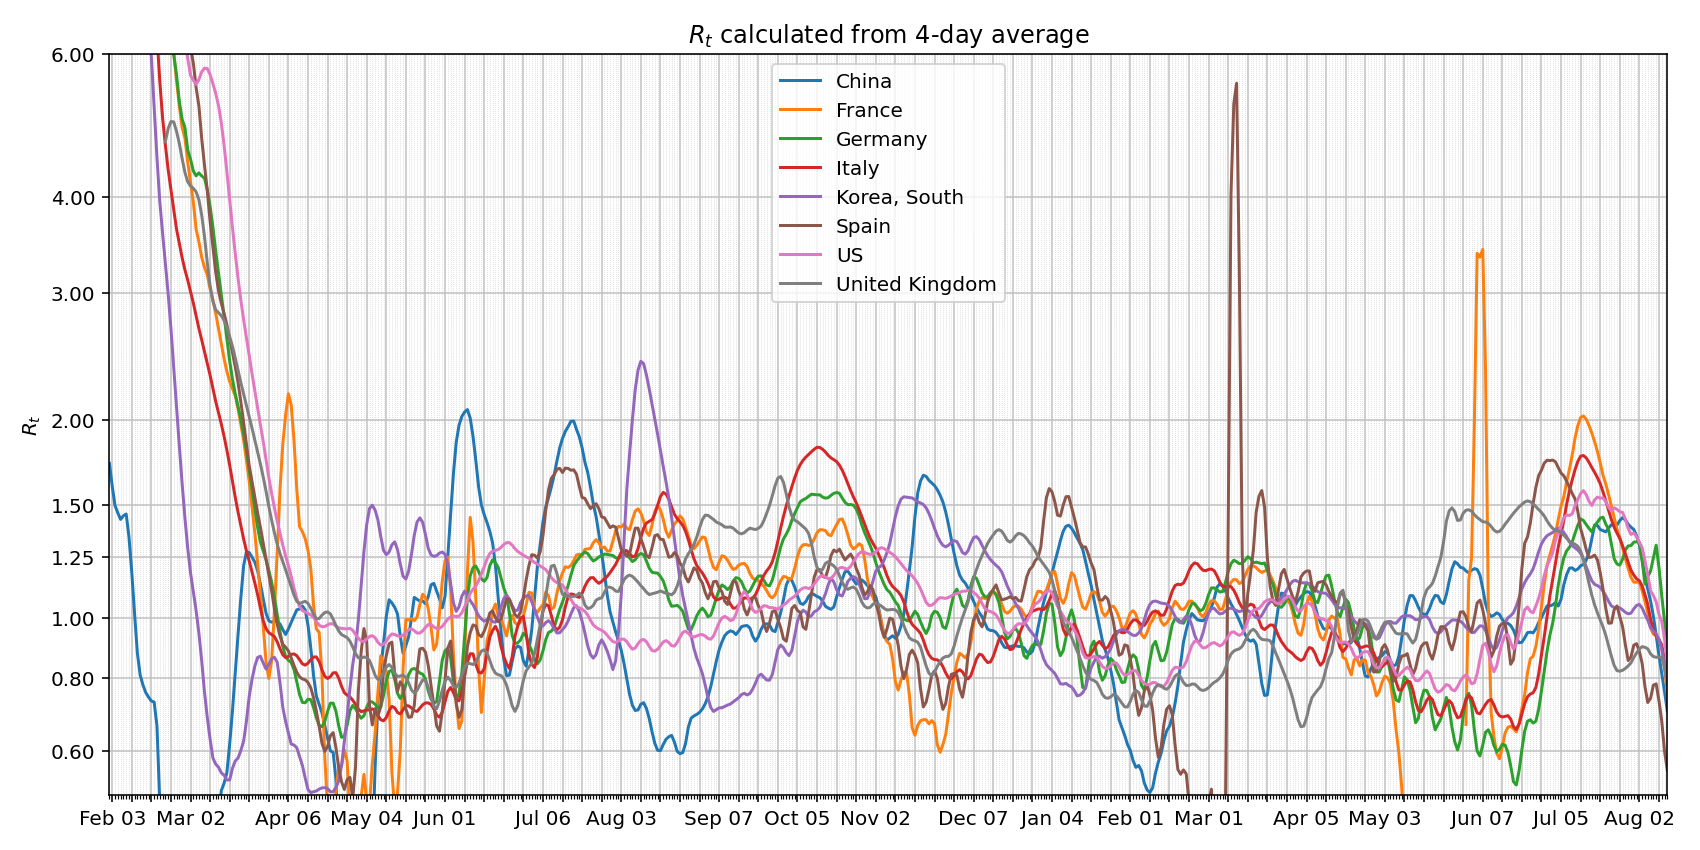 R_t calculated from 4-day average
6.00
4.00
3.00
2.00
1.50
1.25
1.00
0.80
0.60
R_t
China
France
Germany
Italy
Korea, South
Spain
US
United Kingdom
Feb 03 Mar 02 Apr 06 May 04 Jun 01 Jul 06 Aug 03 Sep 07 Oct 05 Nov 02 Dec 07 Jan 04 Feb 01 Mar 01 Apr 05 May 03 Jun 07 Jul 05 Aug 02